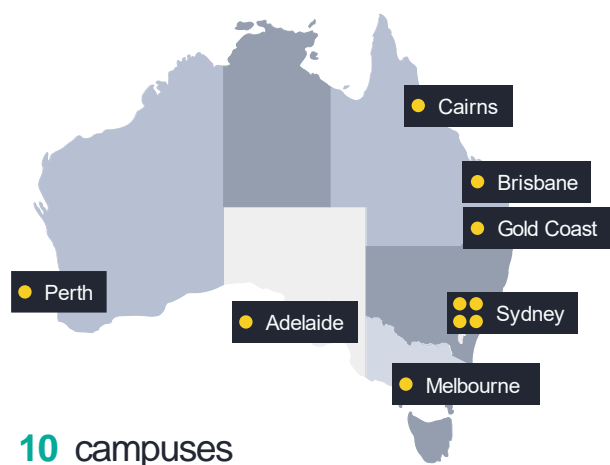 Cairns
Brisbane
Gold Coast
Perth
Sydney
Adelaide
Melbourne
10 campuses